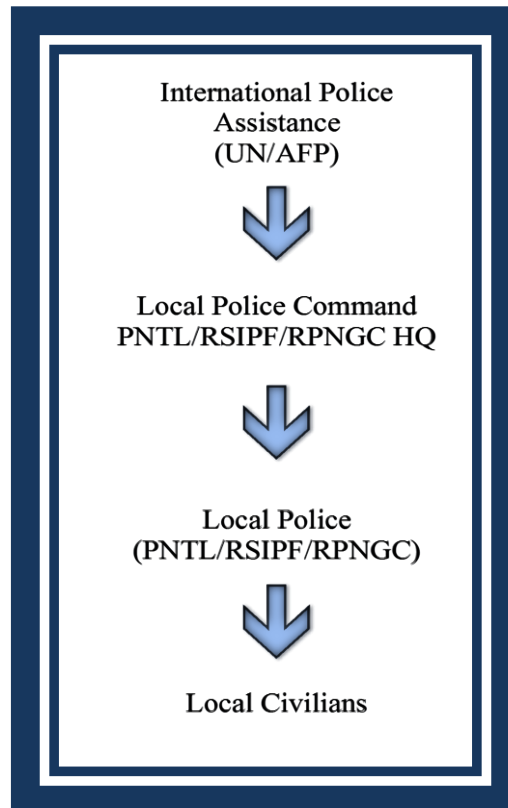 International Police
Assistance
(UN/AFP)
Local Police Command
PNTL/RSIPF/RPNGC HQ
Local Police
(PNTL/RSIPF/RPNGC)
Local Civilians